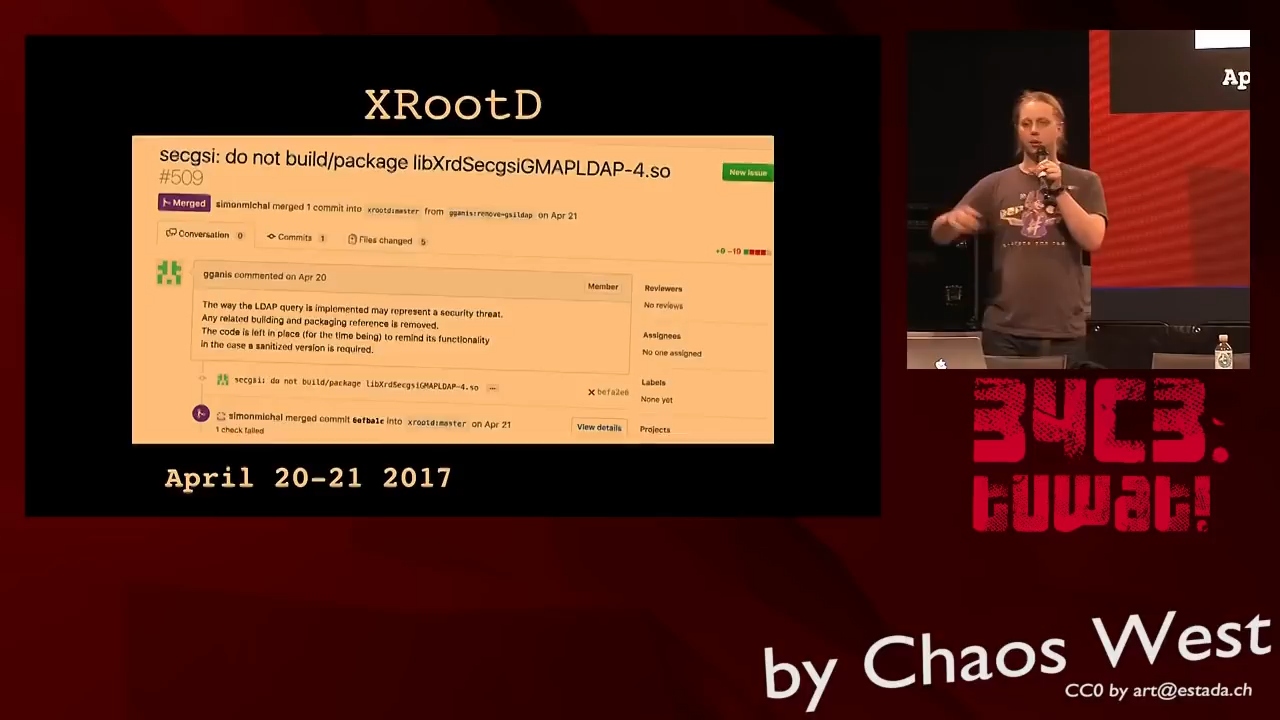 XRootD
secgsi: do not build/package libXrdSecgsiGMAPLDAP-4.so
#509
New issue
Merged
simonmichal merged 1 commit into xrootd:master from gganis:remove-gsildap on Apr 21
Conversation 0
Commits 1
Files changed 5
+0 −10
gganis commented on Apr 20
Member
The way the LDAP query is implemented may represent a security threat.
Any related building and packaging reference is removed.
The code is left in place (for the time being) to remind its functionality
in the case a sanitized version is required.
secgsi: do not build/package libXrdSecgsiGMAPLDAP-4.so
simonmichal merged commit into xrootd:master on Apr 21
1 check failed
View details
Reviewers
No reviews
Assignees
No one assigned
Labels
None yet
Projects
April 20-21 2017
Ap
34C3:
tuwat!
by Chaos West
CC0 by art@estada.ch